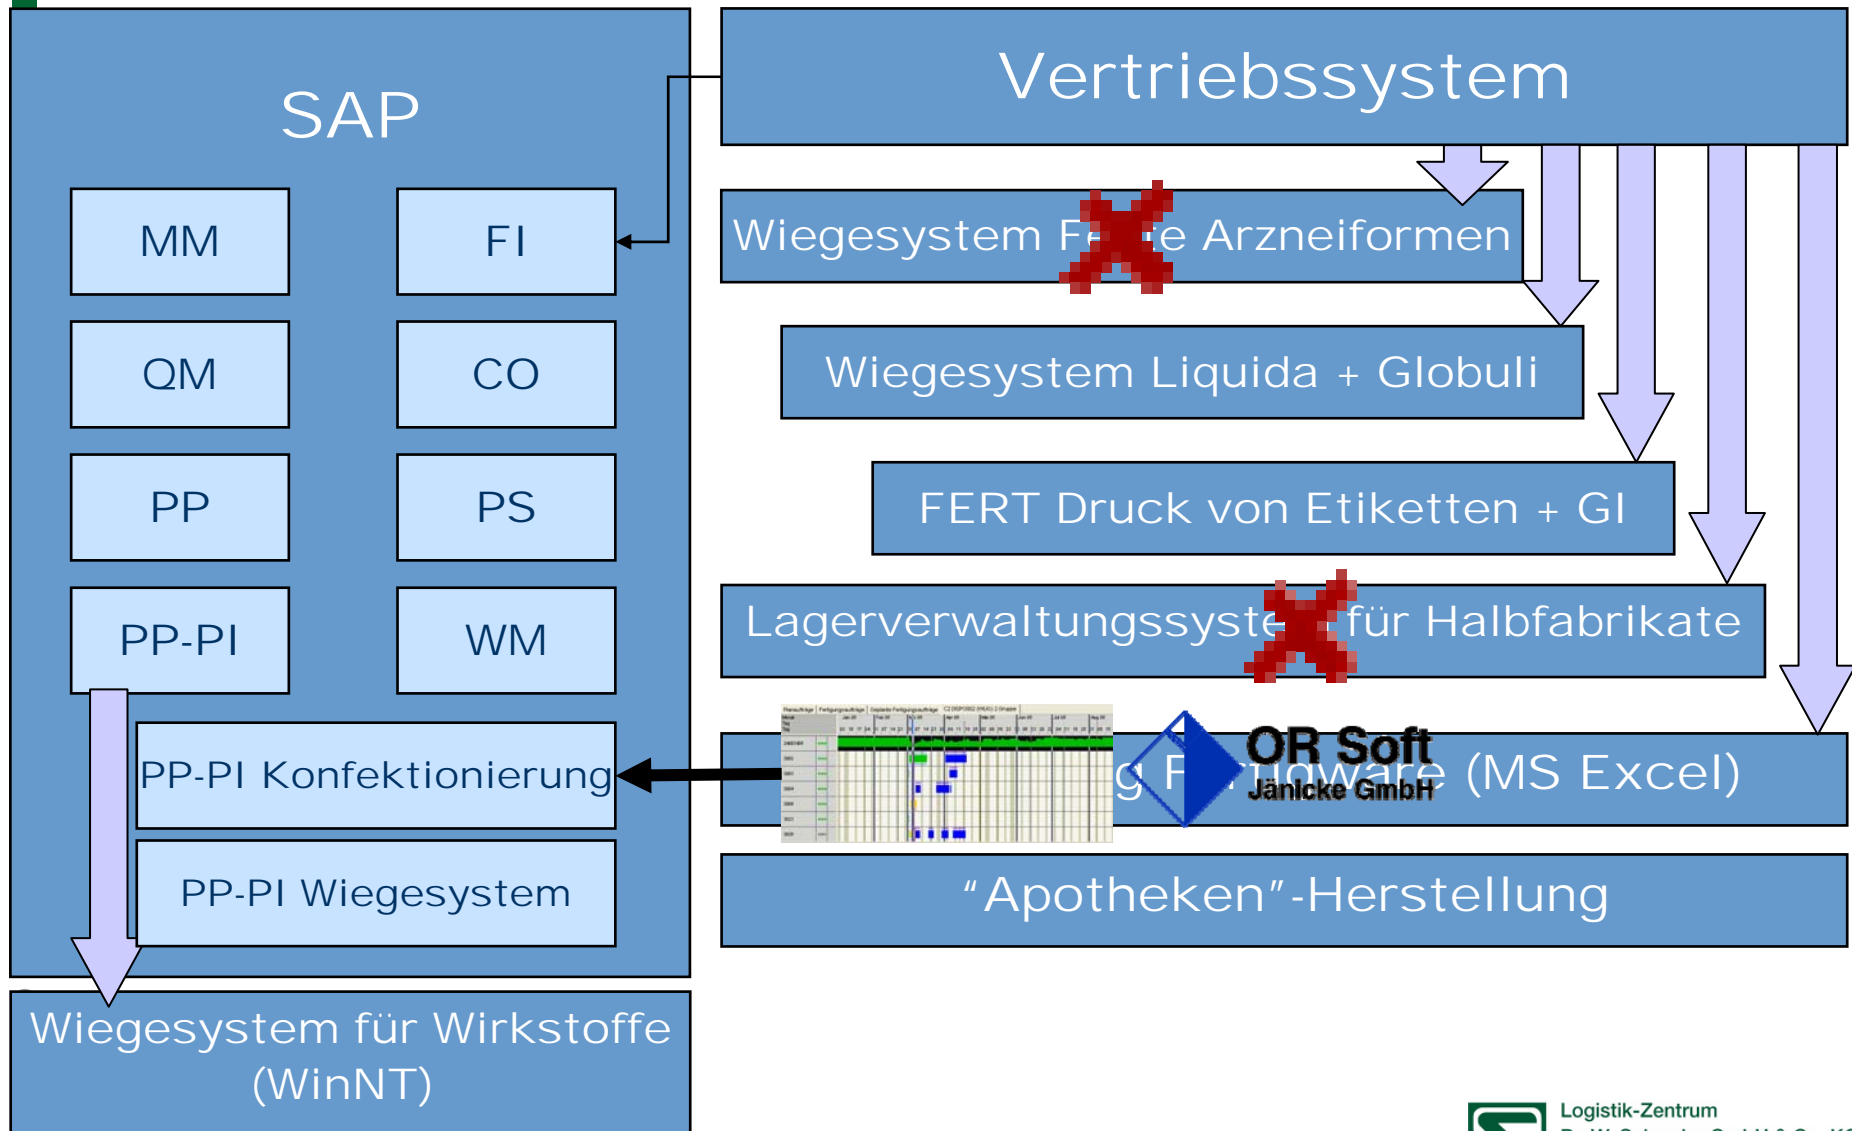 SAP
MM
FI
QM
CO
PP
PS
PP-PI
WM
PP-PI Konfektionierung
PP-PI Wiegesystem
Wiegesystem für Wirkstoffe
(WinNT)
Vertriebssystem
Wiegesystem Arzneiformen
Wiegesystem Liquida + Globuli
FERT Druck von Etiketten + GI
Lagerverwaltungssystem für Halbfabrikate
OR Soft
Jänicke GmbH
(MS Excel)
“Apotheken”-Herstellung
Logistik-Zentrum